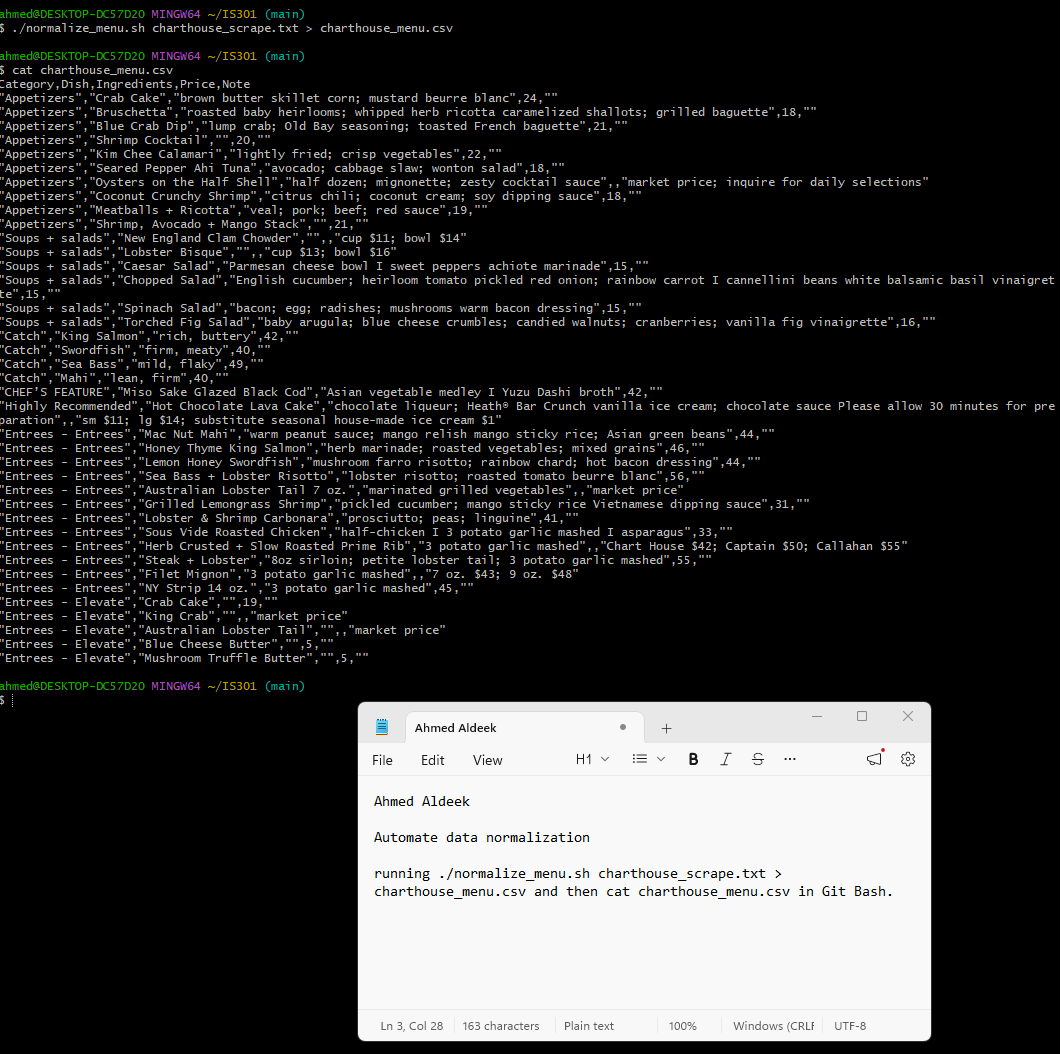 ahmed@DESKTOP-DC57D20 MINGW64 ~/IS301 (main)
$ ./normalize_menu.sh charthouse_scrape.txt > charthouse_menu.csv
ahmed@DESKTOP-DC57D20 MINGW64 ~/IS301 (main)
$ cat charthouse_menu.csv
Category,Dish,Ingredients,Price,Note
"Appetizers","Crab Cake","brown butter skillet corn; mustard beurre blanc",24,""
"Appetizers","Bruschetta","roasted baby heirlooms; whipped herb ricotta caramelized shallots; grilled baguette",18,""
"Appetizers","Blue Crab Dip","lump crab; Old Bay seasoning; toasted French baguette",21,""
"Appetizers","Shrimp Cocktail","",20,""
"Appetizers","Kim Chee Calamari","lightly fried; crisp vegetables",22,""
"Appetizers","Seared Pepper Ahi Tuna","avocado; cabbage slaw; wonton salad",18,""
"Appetizers","Oysters on the Half Shell","half dozen; mignonette; zesty cocktail sauce",,"market price; inquire for daily selections"
"Appetizers","Coconut Crunchy Shrimp","citrus chili; coconut cream; soy dipping sauce",18,""
"Appetizers","Meatballs + Ricotta","veal; pork; beef; red sauce",19,""
"Appetizers","Shrimp, Avocado + Mango Stack","",21,""
"Soups + salads","New England Clam Chowder","",,"cup $11; bowl $14"
"Soups + salads","Lobster Bisque","",,"cup $13; bowl $16"
"Soups + salads","Caesar Salad","Parmesan cheese bowl I sweet peppers achiote marinade",15,""
"Soups + salads","Chopped Salad","English cucumber; heirloom tomato pickled red onion; rainbow carrot I cannellini beans white balsamic basil vinaigret
te",15,""
"Soups + salads","Spinach Salad","bacon; egg; radishes; mushrooms warm bacon dressing",15,""
"Soups + salads","Torched Fig Salad","baby arugula; blue cheese crumbles; candied walnuts; cranberries; vanilla fig vinaigrette",16,""
"Catch","King Salmon","rich, buttery",42,""
"Catch","Swordfish","firm, meaty",40,""
"Catch","Sea Bass","mild, flaky",49,""
"Catch","Mahi","lean, firm",40,""
"CHEF'S FEATURE","Miso Sake Glazed Black Cod","Asian vegetable medley I Yuzu Dashi broth",42,""
"Highly Recommended","Hot Chocolate Lava Cake","chocolate liqueur; Heath® Bar Crunch vanilla ice cream; chocolate sauce Please allow 30 minutes for pre
paration",,"sm $11; lg $14; substitute seasonal house-made ice cream $1"
"Entrees - Entrees","Mac Nut Mahi","warm peanut sauce; mango relish mango sticky rice; Asian green beans",44,""
"Entrees - Entrees","Honey Thyme King Salmon","herb marinade; roasted vegetables; mixed grains",46,""
"Entrees - Entrees","Lemon Honey Swordfish","mushroom farro risotto; rainbow chard; hot bacon dressing",44,""
"Entrees - Entrees","Sea Bass + Lobster Risotto","lobster risotto; roasted tomato beurre blanc",56,""
"Entrees - Entrees","Australian Lobster Tail 7 oz.","marinated grilled vegetables",,"market price"
"Entrees - Entrees","Grilled Lemongrass Shrimp","pickled cucumber; mango sticky rice Vietnamese dipping sauce",31,""
"Entrees - Entrees","Lobster & Shrimp Carbonara","prosciutto; peas; linguine",41,""
"Entrees - Entrees","Sous Vide Roasted Chicken","half-chicken I 3 potato garlic mashed I asparagus",33,""
"Entrees - Entrees","Herb Crusted + Slow Roasted Prime Rib","3 potato garlic mashed",,"Chart House $42; Captain $50; Callahan $55"
"Entrees - Entrees","Steak + Lobster","8oz sirloin; petite lobster tail; 3 potato garlic mashed",55,""
"Entrees - Entrees","Filet Mignon","3 potato garlic mashed",,"7 oz. $43; 9 oz. $48"
"Entrees - Entrees","NY Strip 14 oz.","3 potato garlic mashed",45,""
"Entrees - Elevate","Crab Cake","",19,""
"Entrees - Elevate","King Crab","",,"market price"
"Entrees - Elevate","Australian Lobster Tail","",,"market price"
"Entrees - Elevate","Blue Cheese Butter","",5,""
"Entrees - Elevate","Mushroom Truffle Butter","",5,""
ahmed@DESKTOP-DC57D20 MINGW64 ~/IS301 (main)
$
Ahmed Aldeek
File Edit View H1 B I S
Ahmed Aldeek
Automate data normalization
running ./normalize_menu.sh charthouse_scrape.txt >
charthouse_menu.csv and then cat charthouse_menu.csv in Git Bash.
Ln 3, Col 28 163 characters Plain text 100% Windows (CRLF UTF-8